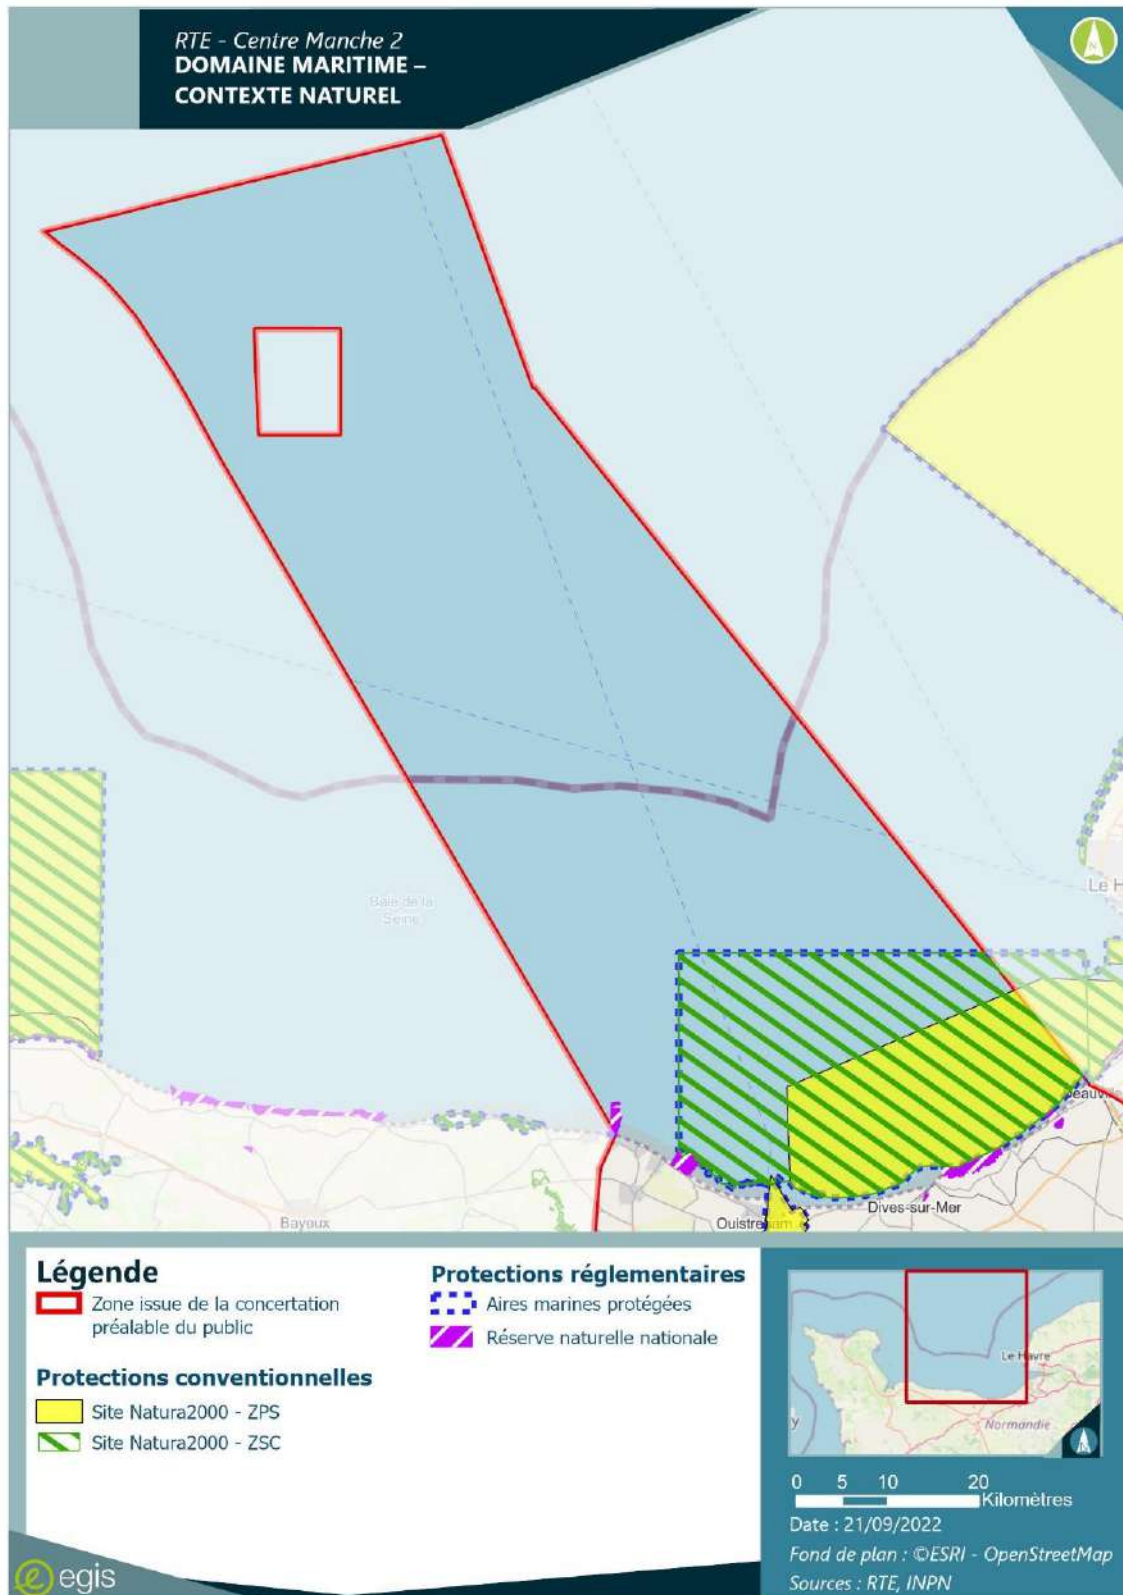 RTE - Centre Manche 2
DOMAINE MARITIME –
CONTEXTE NATUREL
N
Le H
Baie de la
Seine
Bayeux
Ouistreham
Dives-sur-Mer
eauville
Légende
Zone issue de la concertation
préalable du public
Protections conventionnelles
Site Natura2000 - ZPS
Site Natura2000 - ZSC
Protections réglementaires
Aires marines protégées
Réserve naturelle nationale
Le Havre
y
Normandie
0 5 10 20
Kilomètres
Date : 21/09/2022
Fond de plan : ©ESRI - OpenStreetMap
Sources : RTE, INPN
egis